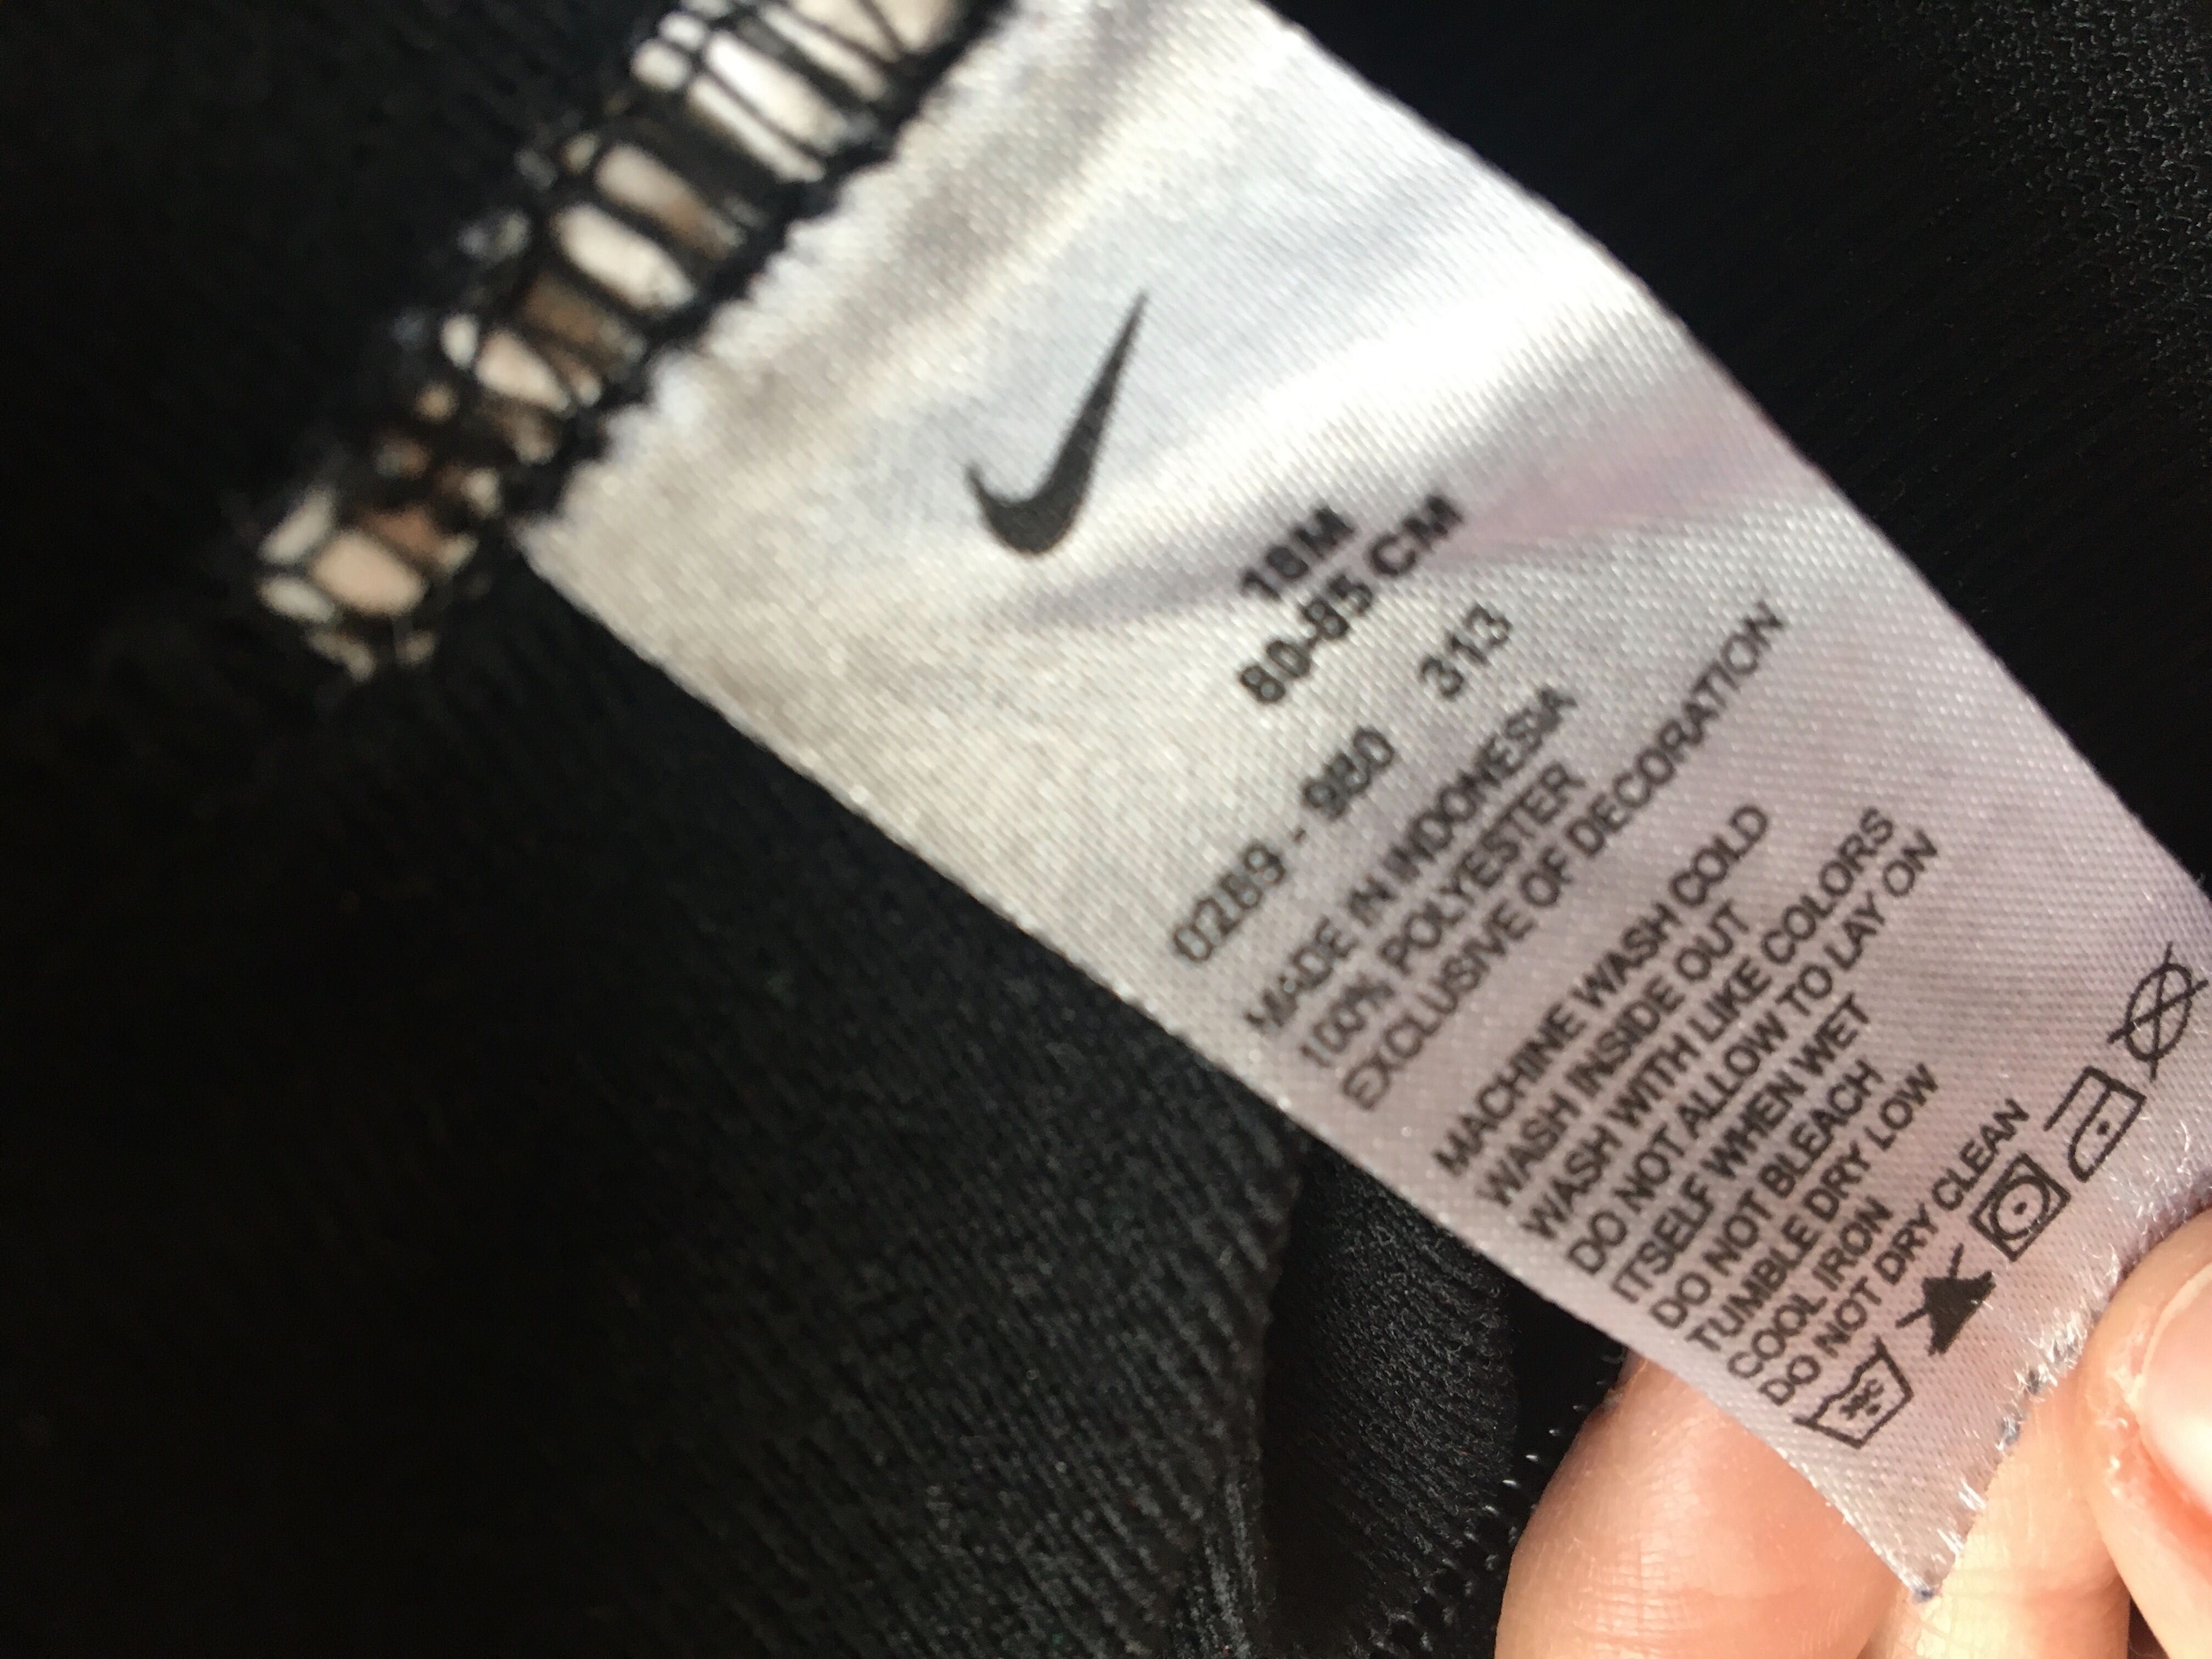 18M
80-85 CM
0289 - 980 313
MADE IN INDONESIA
100% POLYESTER
EXCLUSIVE OF DECORATION
MACHINE WASH COLD
WASH INSIDE OUT
WASH WITH LIKE COLORS
DO NOT ALLOW TO LAY ON
ITSELF WHEN WET
DO NOT BLEACH
TUMBLE DRY LOW
COOL IRON
DO NOT DRY CLEAN